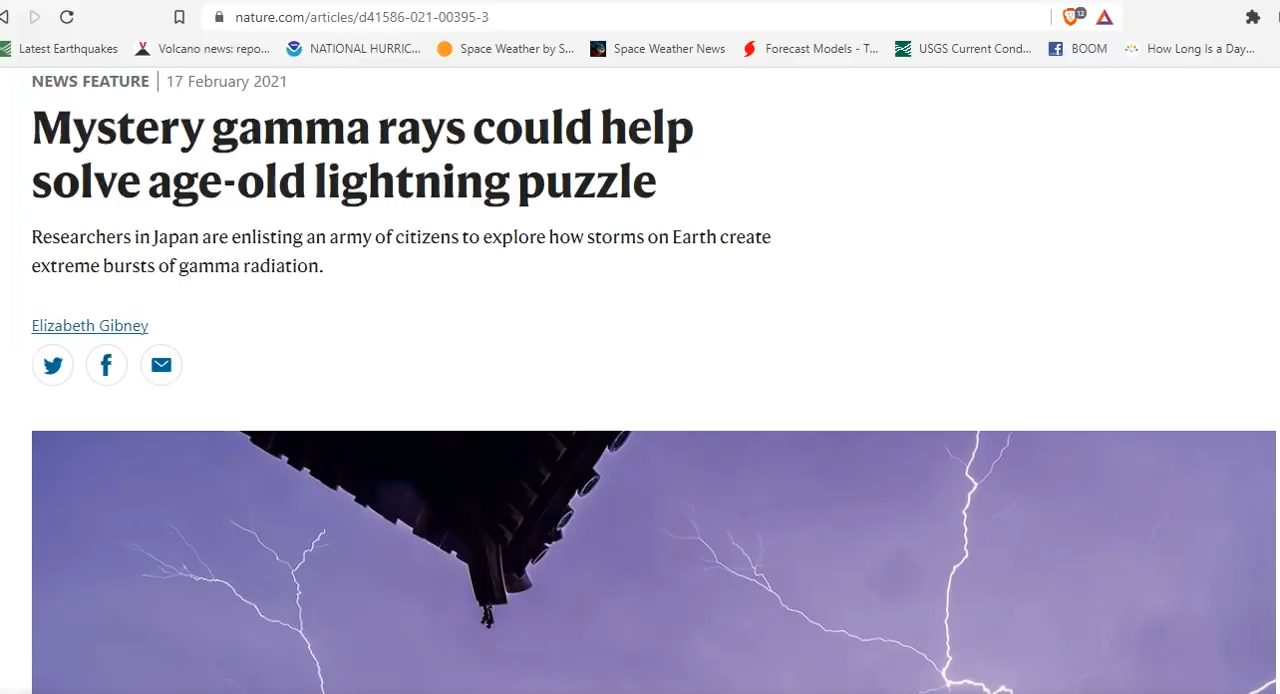 nature.com/articles/d41586-021-00395-3
12
Latest Earthquakes Volcano news: repo... NATIONAL HURRIC... Space Weather by S... Space Weather News Forecast Models - T... USGS Current Cond... BOOM How Long Is a Day...
NEWS FEATURE | 17 February 2021
Mystery gamma rays could help
solve age-old lightning puzzle
Researchers in Japan are enlisting an army of citizens to explore how storms on Earth create
extreme bursts of gamma radiation.
Elizabeth Gibney